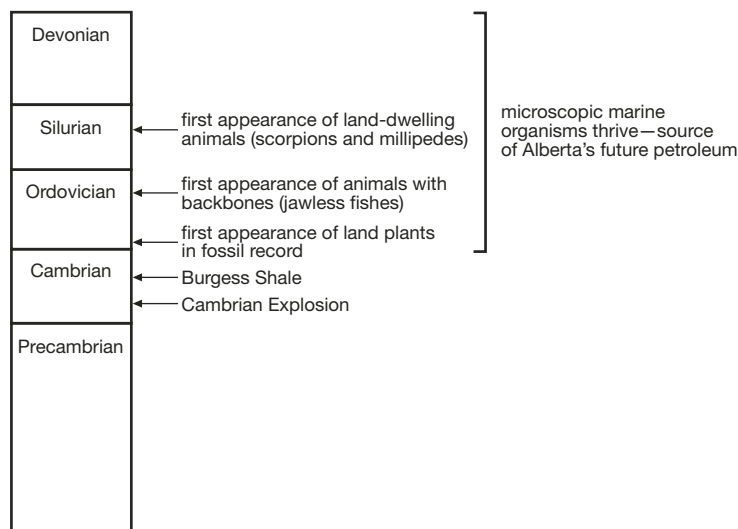 Devonian
Silurian
first appearance of land-dwelling
animals (scorpions and millipedes)
microscopic marine
organisms thrive—source
of Alberta's future petroleum
Ordovician
first appearance of animals with
backbones (jawless fishes)
first appearance of land plants
in fossil record
Cambrian
Burgess Shale
Cambrian Explosion
Precambrian